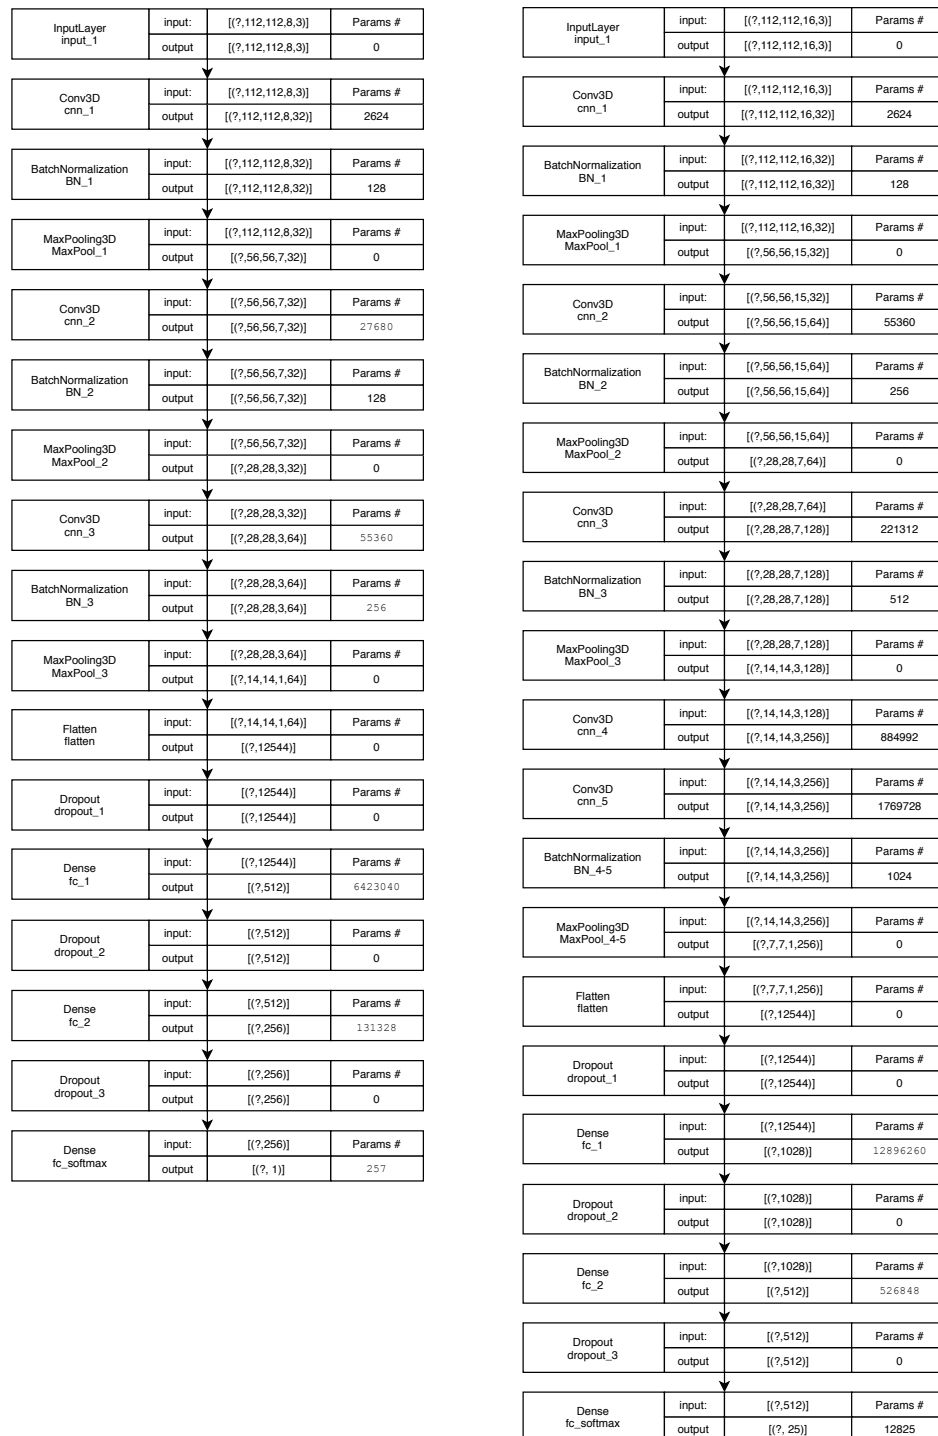 InputLayer
input_1
input: [(?,112,112,8,3)] Params #
output [(?,112,112,8,3)] 0
Conv3D
cnn_1
input: [(?,112,112,8,3)] Params #
output [(?,112,112,8,32)] 2624
BatchNormalization
BN_1
input: [(?,112,112,8,32)] Params #
output [(?,112,112,8,32)] 128
MaxPooling3D
MaxPool_1
input: [(?,112,112,8,32)] Params #
output [(?,56,56,7,32)] 0
Conv3D
cnn_2
input: [(?,56,56,7,32)] Params #
output [(?,56,56,7,32)] 27680
BatchNormalization
BN_2
input: [(?,56,56,7,32)] Params #
output [(?,56,56,7,32)] 128
MaxPooling3D
MaxPool_2
input: [(?,56,56,7,32)] Params #
output [(?,28,28,3,32)] 0
Conv3D
cnn_3
input: [(?,28,28,3,32)] Params #
output [(?,28,28,3,64)] 55360
BatchNormalization
BN_3
input: [(?,28,28,3,64)] Params #
output [(?,28,28,3,64)] 256
MaxPooling3D
MaxPool_3
input: [(?,28,28,3,64)] Params #
output [(?,14,14,1,64)] 0
Flatten
flatten
input: [(?,14,14,1,64)] Params #
output [(?,12544)] 0
Dropout
dropout_1
input: [(?,12544)] Params #
output [(?,12544)] 0
Dense
fc_1
input: [(?,12544)] Params #
output [(?,512)] 6423040
Dropout
dropout_2
input: [(?,512)] Params #
output [(?,512)] 0
Dense
fc_2
input: [(?,512)] Params #
output [(?,256)] 131328
Dropout
dropout_3
input: [(?,256)] Params #
output [(?,256)] 0
Dense
fc_softmax
input: [(?,256)] Params #
output [(?, 1)] 257
InputLayer
input_1
input: [(?,112,112,16,3)] Params #
output [(?,112,112,16,3)] 0
Conv3D
cnn_1
input: [(?,112,112,16,3)] Params #
output [(?,112,112,16,32)] 2624
BatchNormalization
BN_1
input: [(?,112,112,16,32)] Params #
output [(?,112,112,16,32)] 128
MaxPooling3D
MaxPool_1
input: [(?,112,112,16,32)] Params #
output [(?,56,56,15,32)] 0
Conv3D
cnn_2
input: [(?,56,56,15,32)] Params #
output [(?,56,56,15,64)] 55360
BatchNormalization
BN_2
input: [(?,56,56,15,64)] Params #
output [(?,56,56,15,64)] 256
MaxPooling3D
MaxPool_2
input: [(?,56,56,15,64)] Params #
output [(?,28,28,7,64)] 0
Conv3D
cnn_3
input: [(?,28,28,7,64)] Params #
output [(?,28,28,7,128)] 221312
BatchNormalization
BN_3
input: [(?,28,28,7,128)] Params #
output [(?,28,28,7,128)] 512
MaxPooling3D
MaxPool_3
input: [(?,28,28,7,128)] Params #
output [(?,14,14,3,128)] 0
Conv3D
cnn_4
input: [(?,14,14,3,128)] Params #
output [(?,14,14,3,256)] 884992
Conv3D
cnn_5
input: [(?,14,14,3,256)] Params #
output [(?,14,14,3,256)] 1769728
BatchNormalization
BN_4-5
input: [(?,14,14,3,256)] Params #
output [(?,14,14,3,256)] 1024
MaxPooling3D
MaxPool_4-5
input: [(?,14,14,3,256)] Params #
output [(?,7,7,1,256)] 0
Flatten
flatten
input: [(?,7,7,1,256)] Params #
output [(?,12544)] 0
Dropout
dropout_1
input: [(?,12544)] Params #
output [(?,12544)] 0
Dense
fc_1
input: [(?,12544)] Params #
output [(?,1028)] 12896260
Dropout
dropout_2
input: [(?,1028)] Params #
output [(?,1028)] 0
Dense
fc_2
input: [(?,1028)] Params #
output [(?,512)] 526848
Dropout
dropout_3
input: [(?,512)] Params #
output [(?,512)] 0
Dense
fc_softmax
input: [(?,512)] Params #
output [(?, 25)] 12825